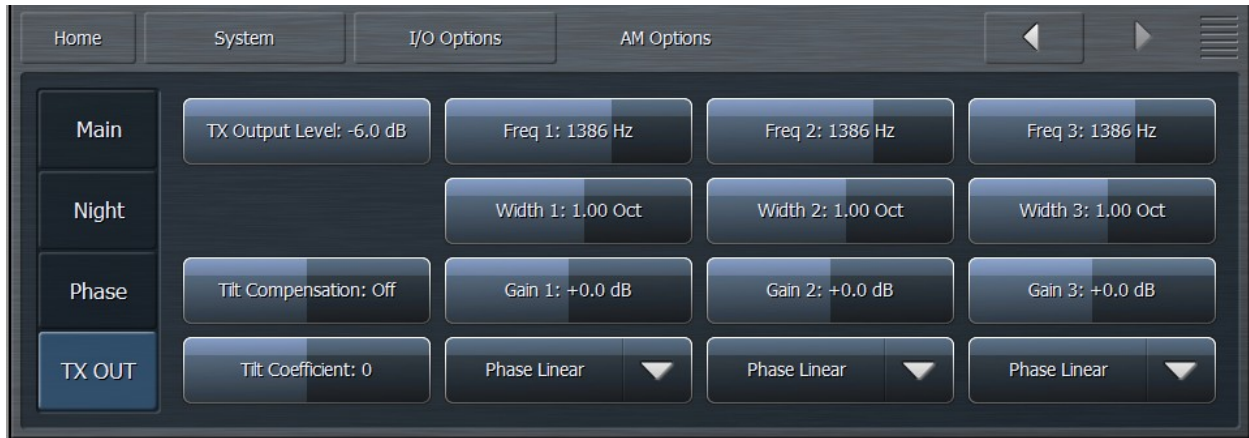 Home System I/O Options AM Options
Main TX Output Level: -6.0 dB Freq 1: 1386 Hz Freq 2: 1386 Hz Freq 3: 1386 Hz
Night Width 1: 1.00 Oct Width 2: 1.00 Oct Width 3: 1.00 Oct
Phase Tilt Compensation: Off Gain 1: +0.0 dB Gain 2: +0.0 dB Gain 3: +0.0 dB
TX OUT Tilt Coefficient: 0 Phase Linear Phase Linear Phase Linear